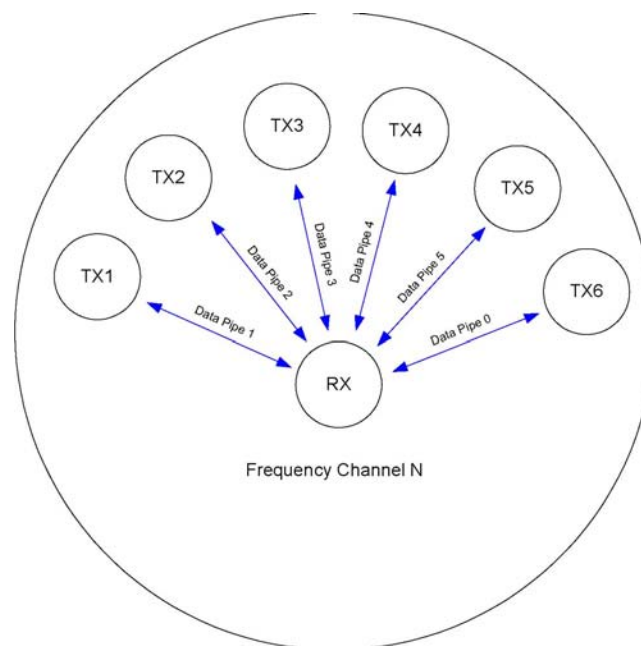 TX3
TX4
TX2
TX5
TX1
TX6
Data Pipe 1
Data Pipe 2
Data Pipe 3
Data Pipe 4
Data Pipe 5
Data Pipe 0
RX
Frequency Channel N